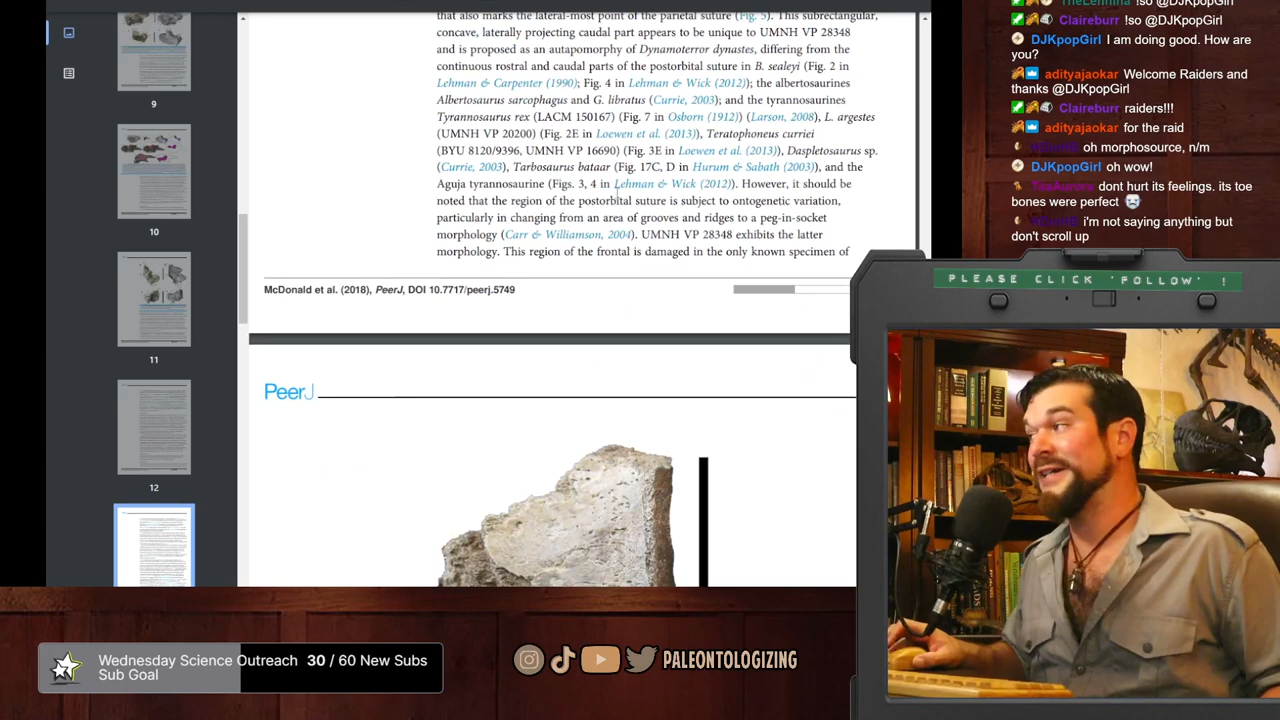 that also marks the lateral-most point of the parietal suture (Fig. 5). This subrectangular,
concave, laterally projecting caudal part appears to be unique to UMNH VP 28348
and is proposed as an autapomorphy of Dynamoterror dynastes, differing from the
continuous rostral and caudal parts of the postorbital suture in B. sealeyi (Fig. 2 in
Lehman & Carpenter (1990); Fig. 4 in Lehman & Wick (2012)); the albertosaurines
Albertosaurus sarcophagus and G. libratus (Currie, 2003); and the tyrannosaurines
Tyrannosaurus rex (LACM 150167) (Fig. 7 in Osborn (1912)) (Larson, 2008), L. argestes
(UMNH VP 20200) (Fig. 2E in Loewen et al. (2013)), Teratophoneus curriei
(BYU 8120/9396, UMNH VP 16690) (Fig. 3E in Loewen et al. (2013)), Daspletosaurus sp.
(Currie, 2003), Tarbosaurus bataar (Fig. 17C, D in Hurum & Sabath (2003)), and the
Aguja tyrannosaurine (Figs. 3, 4 in Lehman & Wick (2012)). However, it should be
noted that the region of the postorbital suture is subject to ontogenetic variation,
particularly in changing from an area of grooves and ridges to a peg-in-socket
morphology (Carr & Williamson, 2004). UMNH VP 28348 exhibits the latter
morphology. This region of the frontal is damaged in the only known specimen of
McDonald et al. (2018), PeerJ, DOI 10.7717/peerj.5749
PeerJ
9
10
11
12
!so @DJKpopGirl
Claireburr !so @DJKpopGirl
DJKpopGirl I am doing good. How are
you?
adityajaokar Welcome Raiders and
thanks @DJKpopGirl
Claireburr raiders!!!
adityajaokar for the raid
oh morphosource, n/m
DJKpopGirl oh wow!
TeaAurora dont hurt its feelings. its toe
bones were perfect
i'm not saying anything but
don't scroll up
PLEASE CLICK 'FOLLOW' !
Wednesday Science Outreach 30 / 60 New Subs
Sub Goal
PALEONTOLOGIZING